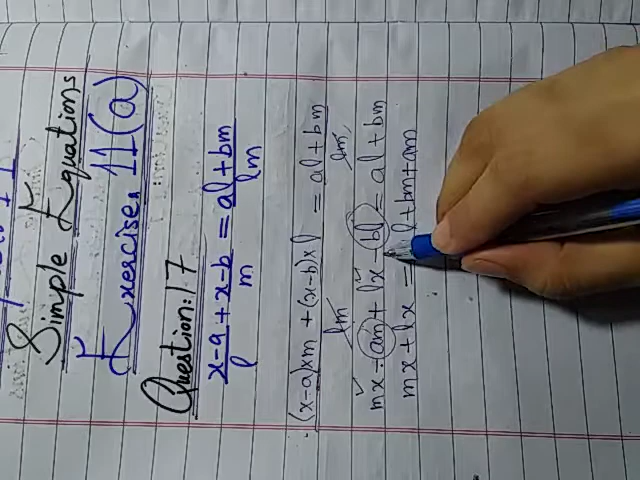 Simple Equations
Exercise. 11(a)
Question:17
x-a/l + x-b/m = al+bm/lm
(x-a)xm + (x-b)xl/lm = al+bm/lm
mx-am+lx-bl=al+bm
mx+lx = l+bm+am